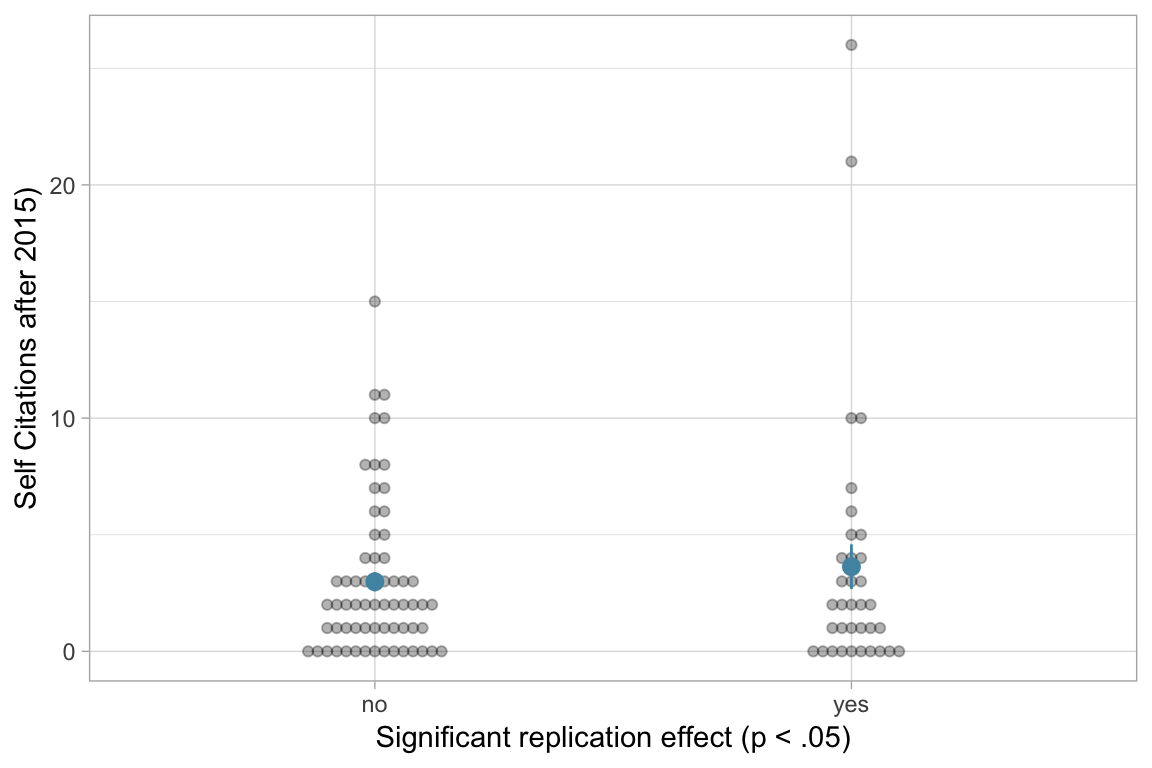 Self Citations after 2015)
20
10
0
no
yes
Significant replication effect (p < .05)